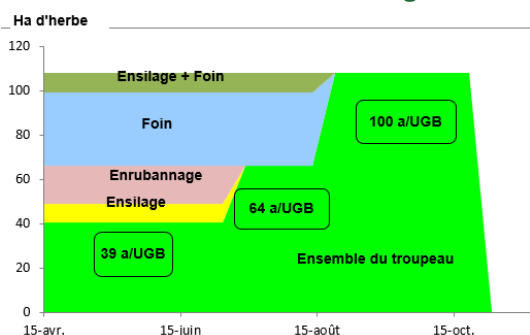 Ha d'herbe
120
100
80
60
40
20
0
Ensilage + Foin
Foin
Enrubannage
Ensilage
39 a/UGB
64 a/UGB
100 a/UGB
Ensemble du troupeau
15-avr.
15-juin
15-août
15-oct.